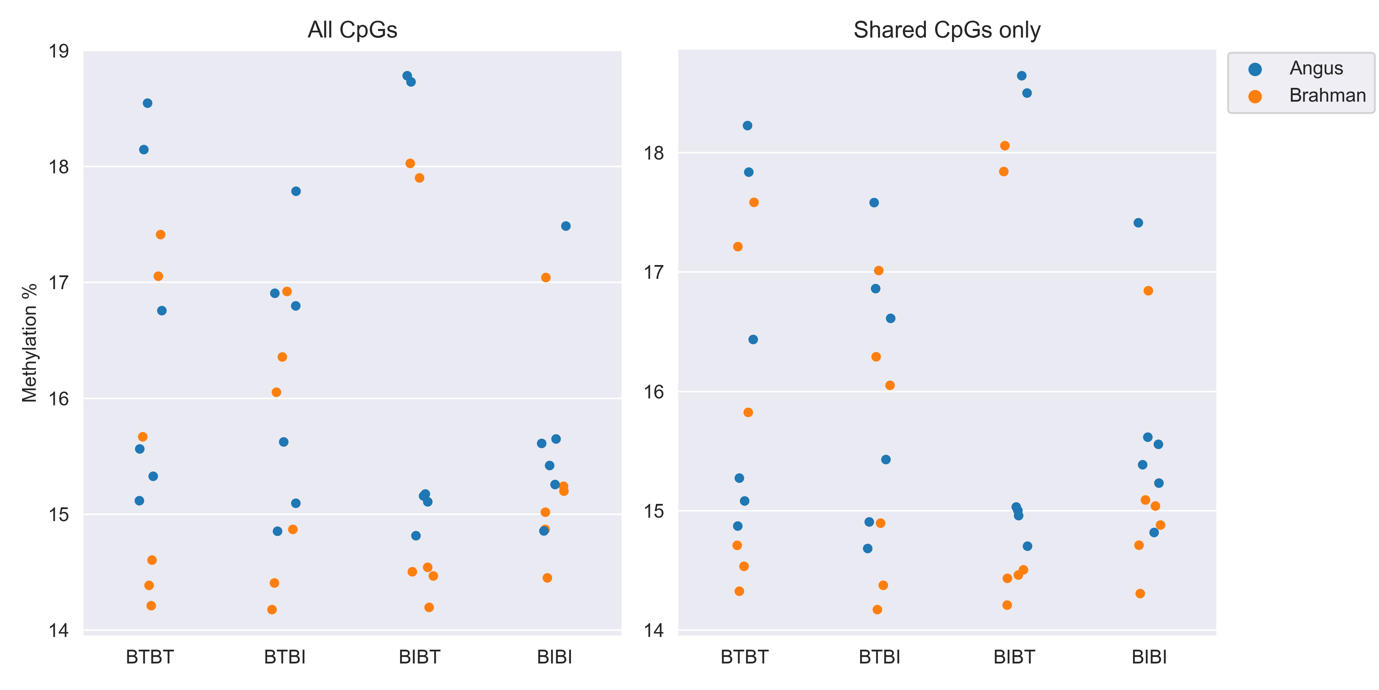 All CpGs
Shared CpGs only
Angus
Brahman
Methylation %
19
18
17
16
15
14
18
17
16
15
14
BTBT BTBI BIBT BIBI
BTBT BTBI BIBT BIBI